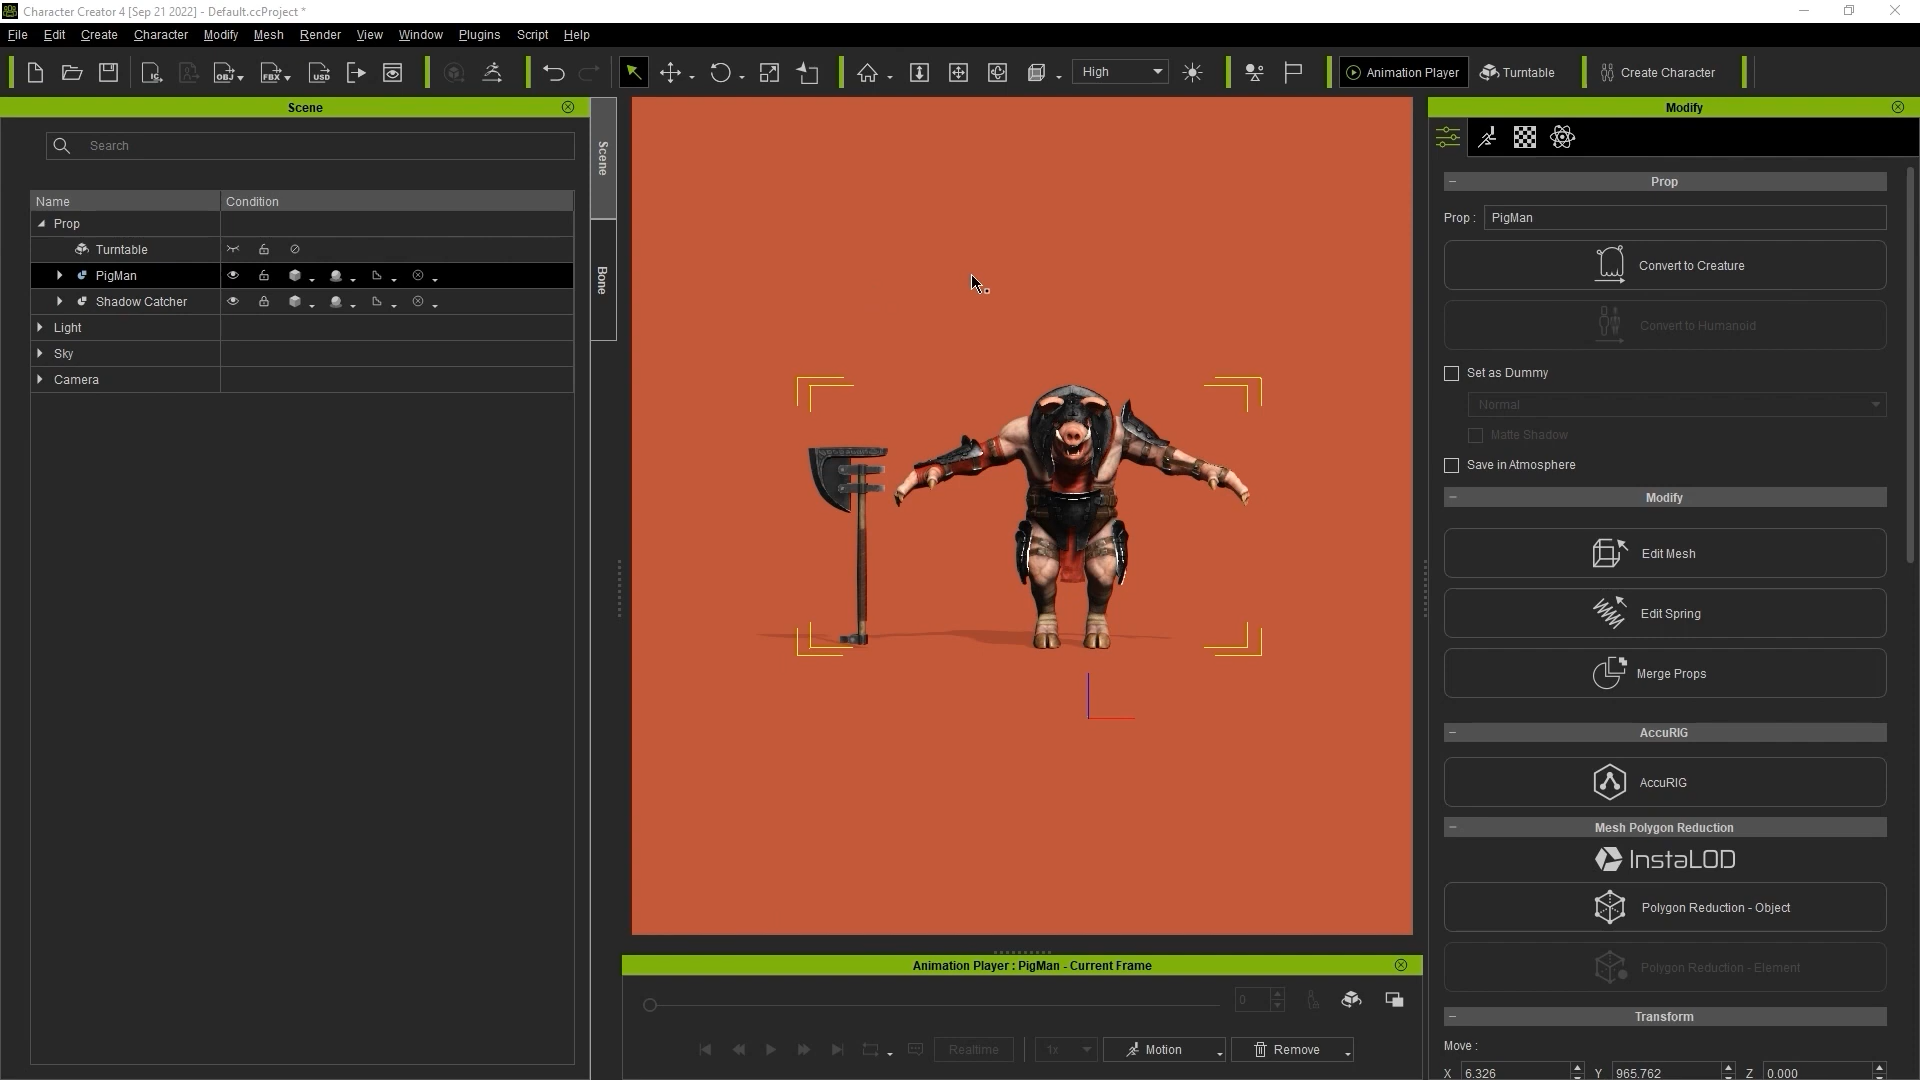 Character Creator 4 [Sep 21 2022] - Default.ccProject *
File Edit Create Character Modify Mesh Render View Window Plugins Script Help
IC OBJ FBX USD High Animation Player Turntable Create Character
Scene
Search
Name Condition
Prop
Turntable
PigMan
Shadow Catcher
Light
Sky
Camera
Scene
Bone
Animation Player : PigMan - Current Frame
0
Realtime 1x Motion Remove
Modify
Prop
Prop : PigMan
Convert to Creature
Convert to Humanoid
Set as Dummy
Normal
Matte Shadow
Save in Atmosphere
Modify
Edit Mesh
Edit Spring
Merge Props
AccuRIG
AccuRIG
Mesh Polygon Reduction
InstaLOD
Polygon Reduction - Object
Polygon Reduction - Element
Transform
Move :
X 6.326 Y 965.762 Z 0.000